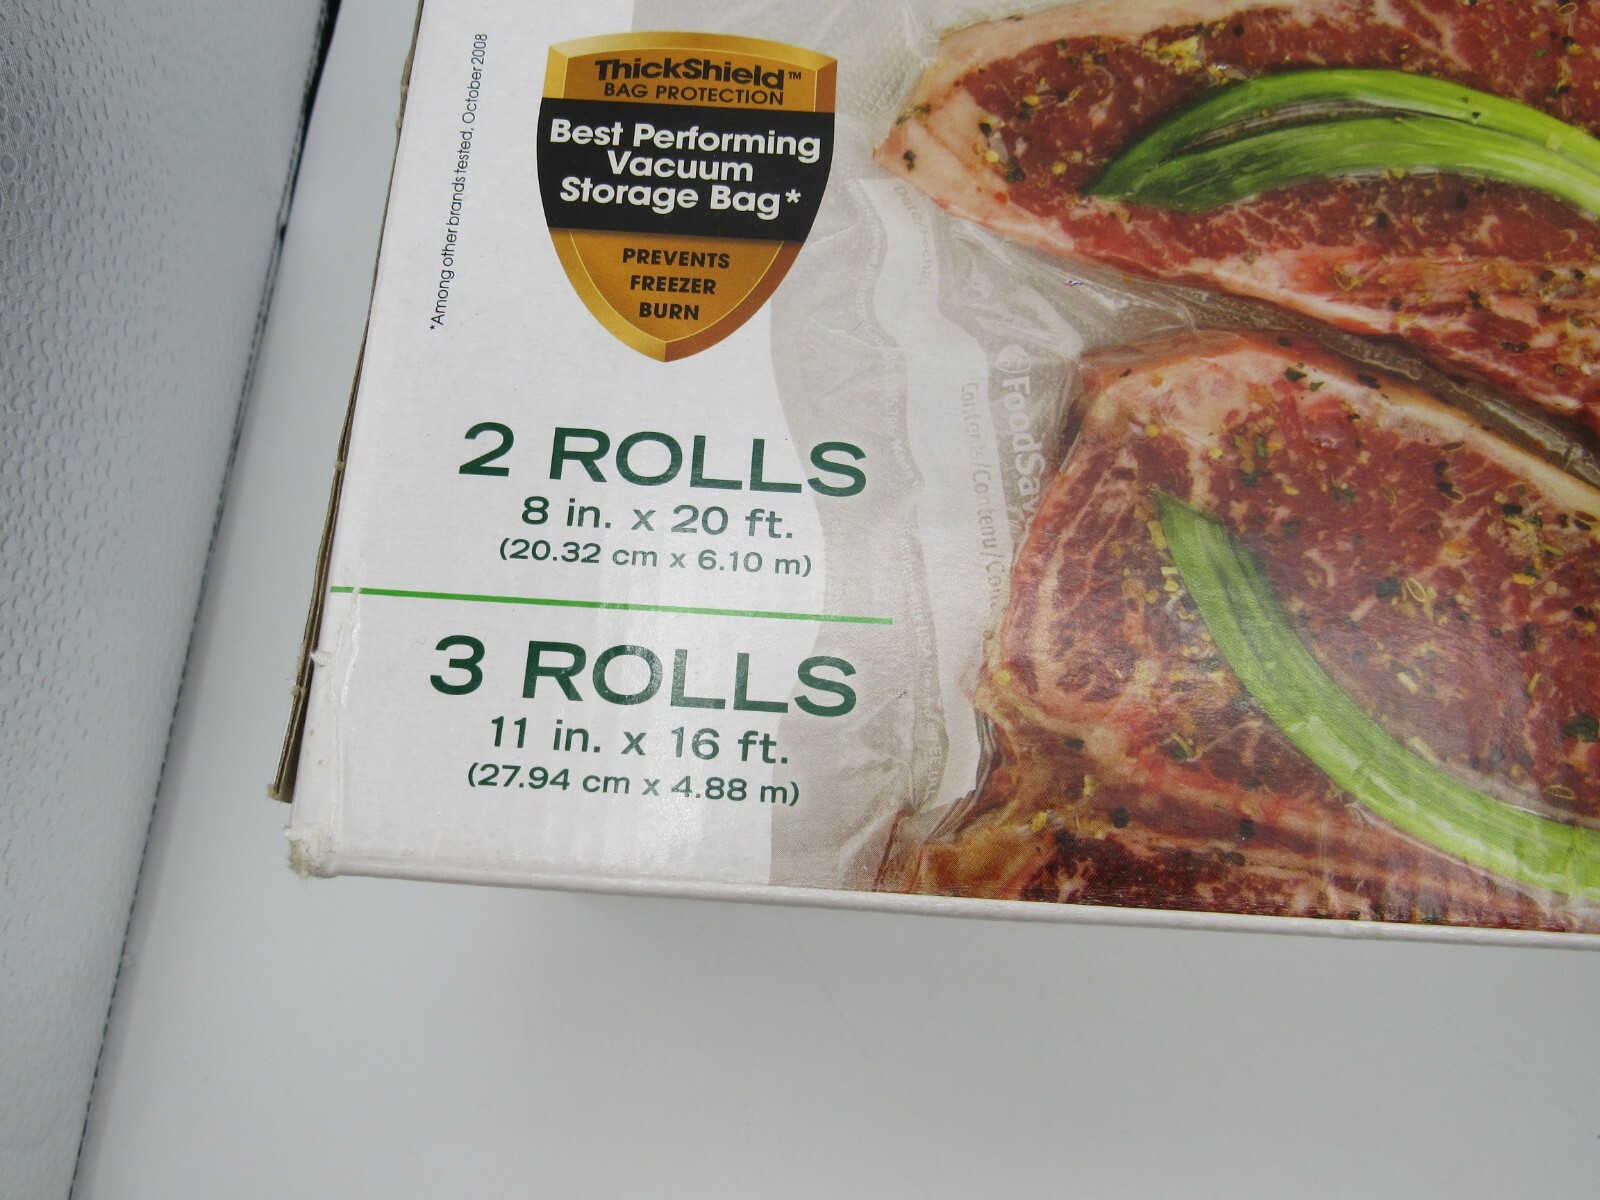 ThickShield™
BAG PROTECTION
Best Performing
Vacuum
Storage Bag*
PREVENTS
FREEZER
BURN
*Among other brands tested, October 2008
2 ROLLS
8 in. x 20 ft.
(20.32 cm x 6.10 m)
3 ROLLS
11 in. x 16 ft.
(27.94 cm x 4.88 m)
FoodSa
/Contenu/